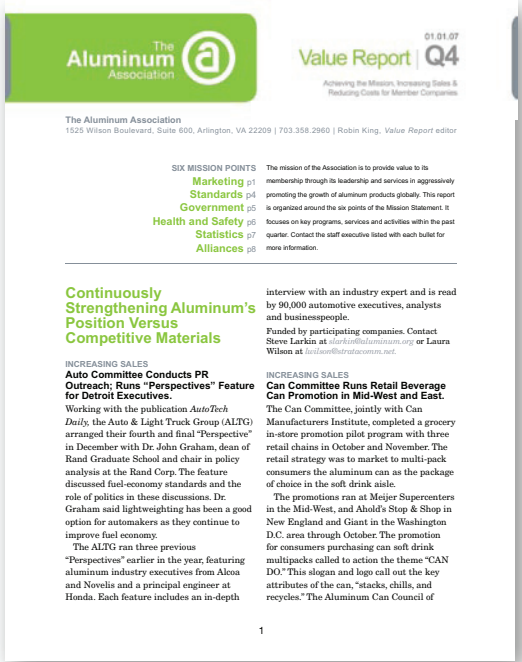 The
Aluminum
Association
a
01.01.07
Value Report | Q4
Achieving the Mission, Increasing Sales &
Reducing Costs for Member Companies
The Aluminum Association
1525 Wilson Boulevard, Suite 600, Arlington, VA 22209 | 703.358.2960 | Robin King, Value Report editor
SIX MISSION POINTS
Marketing p1
Standards p4
Government p5
Health and Safety p6
Statistics p7
Alliances p8
The mission of the Association is to provide value to its
membership through its leadership and services in aggressively
promoting the growth of aluminum products globally. This report
is organized around the six points of the Mission Statement. It
focuses on key programs, services and activities within the past
quarter. Contact the staff executive listed with each bullet for
more information.
Continuously
Strengthening Aluminum's
Position Versus
Competitive Materials
INCREASING SALES
Auto Committee Conducts PR
Outreach; Runs “Perspectives” Feature
for Detroit Executives.
Working with the publication AutoTech
Daily, the Auto & Light Truck Group (ALTG)
arranged their fourth and final “Perspective”
in December with Dr. John Graham, dean of
Rand Graduate School and chair in policy
analysis at the Rand Corp. The feature
discussed fuel-economy standards and the
role of politics in these discussions. Dr.
Graham said lightweighting has been a good
option for automakers as they continue to
improve fuel economy.
The ALTG ran three previous
“Perspectives” earlier in the year, featuring
aluminum industry executives from Alcoa
and Novelis and a principal engineer at
Honda. Each feature includes an in-depth
interview with an industry expert and is read
by 90,000 automotive executives, analysts
and businesspeople.
Funded by participating companies. Contact
Steve Larkin at slarkin@aluminum.org or Laura
Wilson at lwilson@stratacomm.net.
INCREASING SALES
Can Committee Runs Retail Beverage
Can Promotion in Mid-West and East.
The Can Committee, jointly with Can
Manufacturers Institute, completed a grocery
in-store promotion pilot program with three
retail chains in October and November. The
retail strategy was to market to multi-pack
consumers the aluminum can as the package
of choice in the soft drink aisle.
The promotions ran at Meijer Supercenters
in the Mid-West, and Ahold's Stop & Shop in
New England and Giant in the Washington
D.C. area through October. The promotion
for consumers purchasing can soft drink
multipacks called to action the theme “CAN
DO.” This slogan and logo call out the key
attributes of the can, “stacks, chills, and
recycles.” The Aluminum Can Council of
1